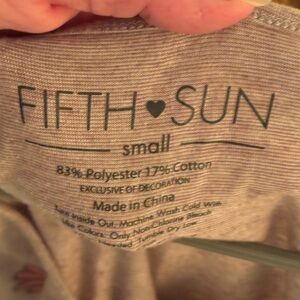 FIFTH ♥ SUN
small
83% Polyester 17% Cotton
EXCLUSIVE OF DECORATION
Made in China
Turn Inside Out. Machine Wash Cold With
Like Colors. Only Non-Chlorine Bleach
Needed. Tumble Dry Low.